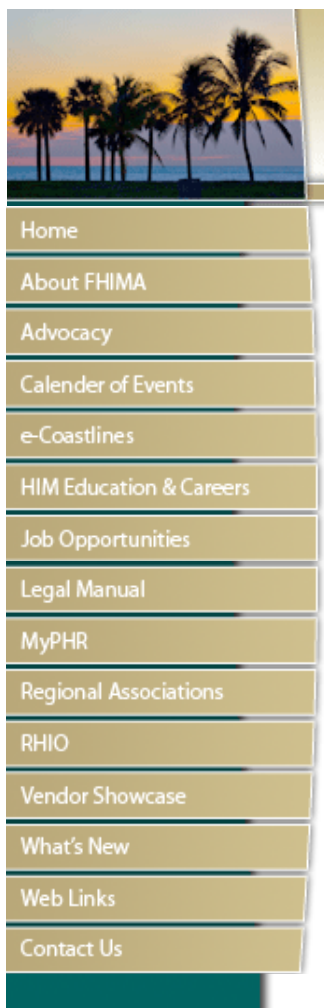 Home
About FHIMA
Advocacy
Calender of Events
e-Coastlines
HIM Education & Careers
Job Opportunities
Legal Manual
MyPHR
Regional Associations
RHIO
Vendor Showcase
What's New
Web Links
Contact Us